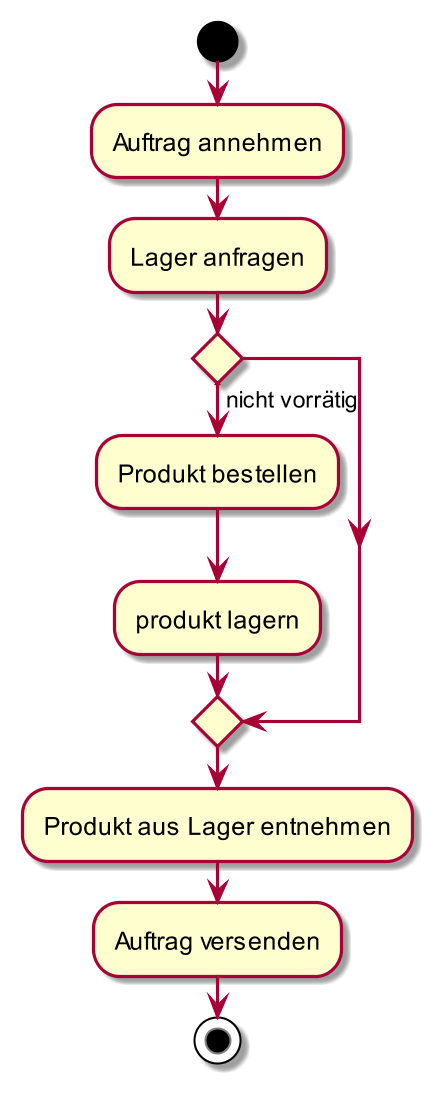 Auftrag annehmen
Lager anfragen
nicht vorrätig
Produkt bestellen
produkt lagern
Produkt aus Lager entnehmen
Auftrag versenden